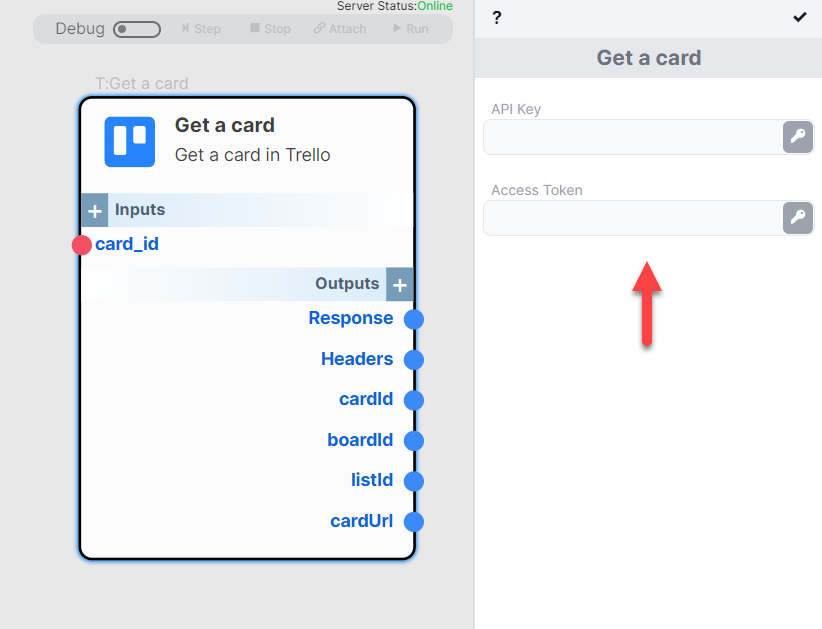 Server Status:Online
Debug Step Stop Attach Run
T:Get a card
Get a card
Get a card in Trello
+ Inputs
card_id
Outputs +
Response
Headers
cardId
boardId
listId
cardUrl
?
Get a card
API Key
Access Token